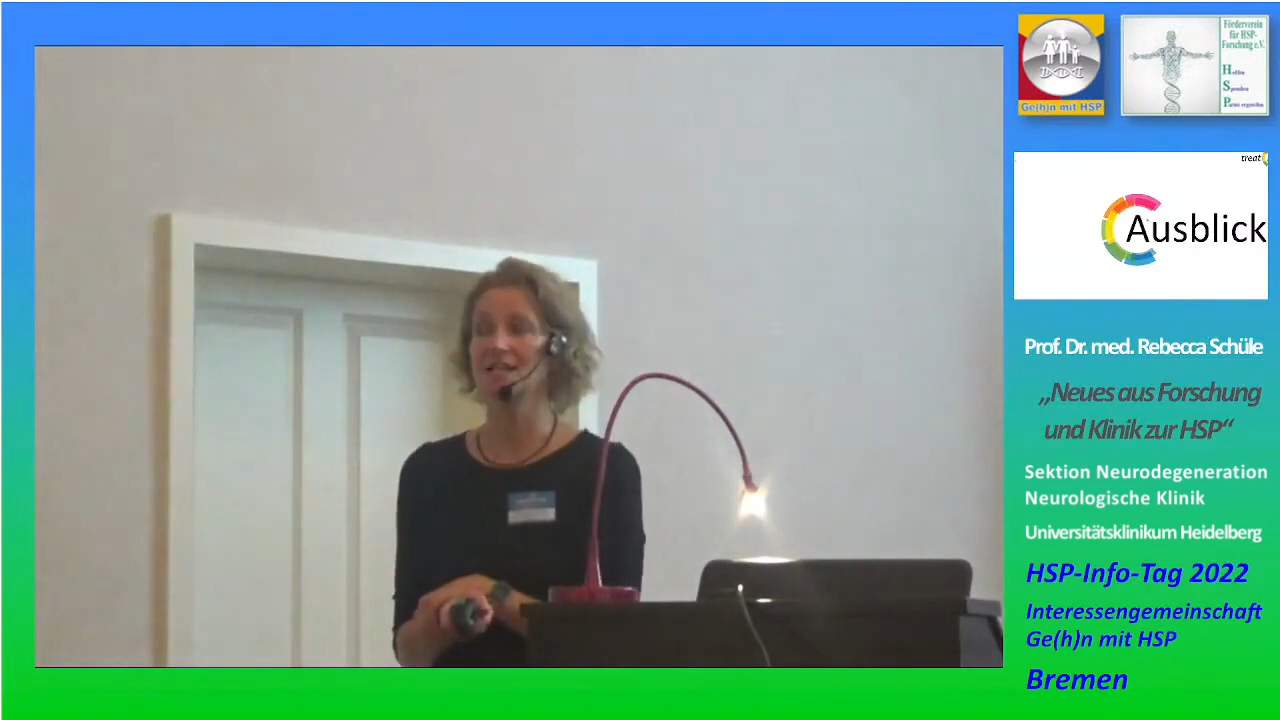 Ge(h)n mit HSP
Förderverein
für HSP-
Forschung e.V.
Helfen
Spenden
treat
Ausblick
Prof. Dr. med. Rebecca Schüle
„Neues aus Forschung
und Klinik zur HSP“
Sektion Neurodegeneration
Neurologische Klinik
Universitätsklinikum Heidelberg
HSP-Info-Tag 2022
Interessengemeinschaft
Ge(h)n mit HSP
Bremen